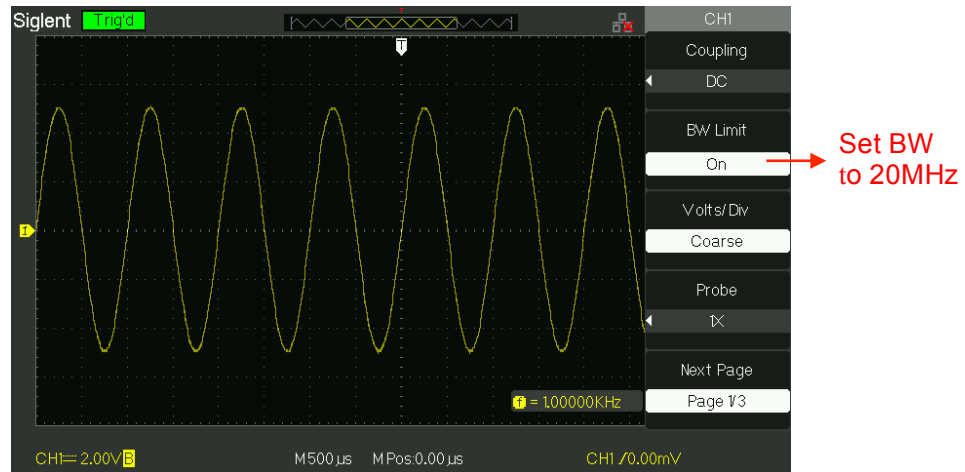 Siglent Trig'd
T
CH1
Coupling
DC
BW Limit
On
Set BW
to 20MHz
Volts/Div
Coarse
1
Probe
1X
Next Page
f = 1.00000KHz
Page 1/3
CH1 2.00V B
M 500μs M Pos:0.00μs
CH1 0.00mV